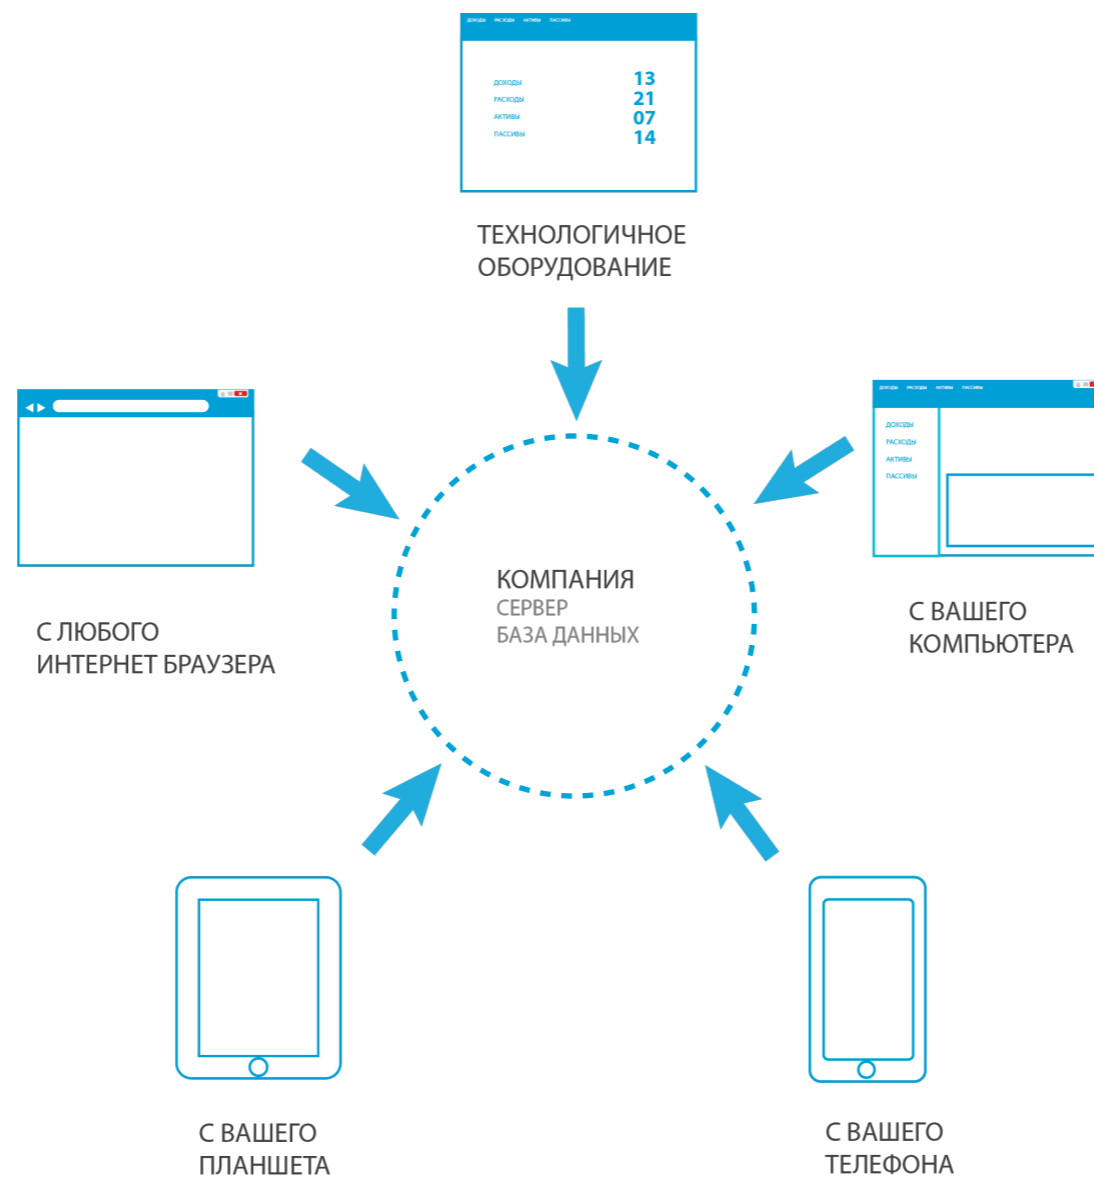 ДОХОДЫ РАСХОДЫ АКТИВЫ ПАССИВЫ
ДОХОДЫ 13
РАСХОДЫ 21
АКТИВЫ 07
ПАССИВЫ 14
ТЕХНОЛОГИЧНОЕ
ОБОРУДОВАНИЕ
ДОХОДЫ РАСХОДЫ АКТИВЫ ПАССИВЫ
ДОХОДЫ
РАСХОДЫ
АКТИВЫ
ПАССИВЫ
КОМПАНИЯ
СЕРВЕР
БАЗА ДАННЫХ
С ЛЮБОГО
ИНТЕРНЕТ БРАУЗЕРА
С ВАШЕГО
КОМПЬЮТЕРА
С ВАШЕГО
ПЛАНШЕТА
С ВАШЕГО
ТЕЛЕФОНА